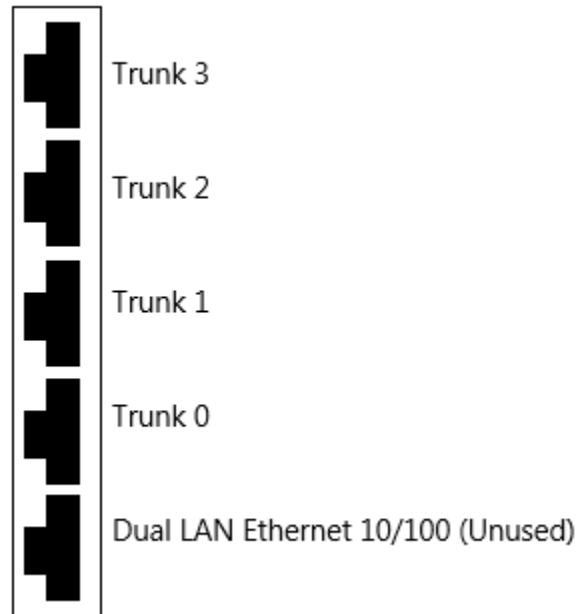 Trunk 3
Trunk 2
Trunk 1
Trunk 0
Dual LAN Ethernet 10/100 (Unused)